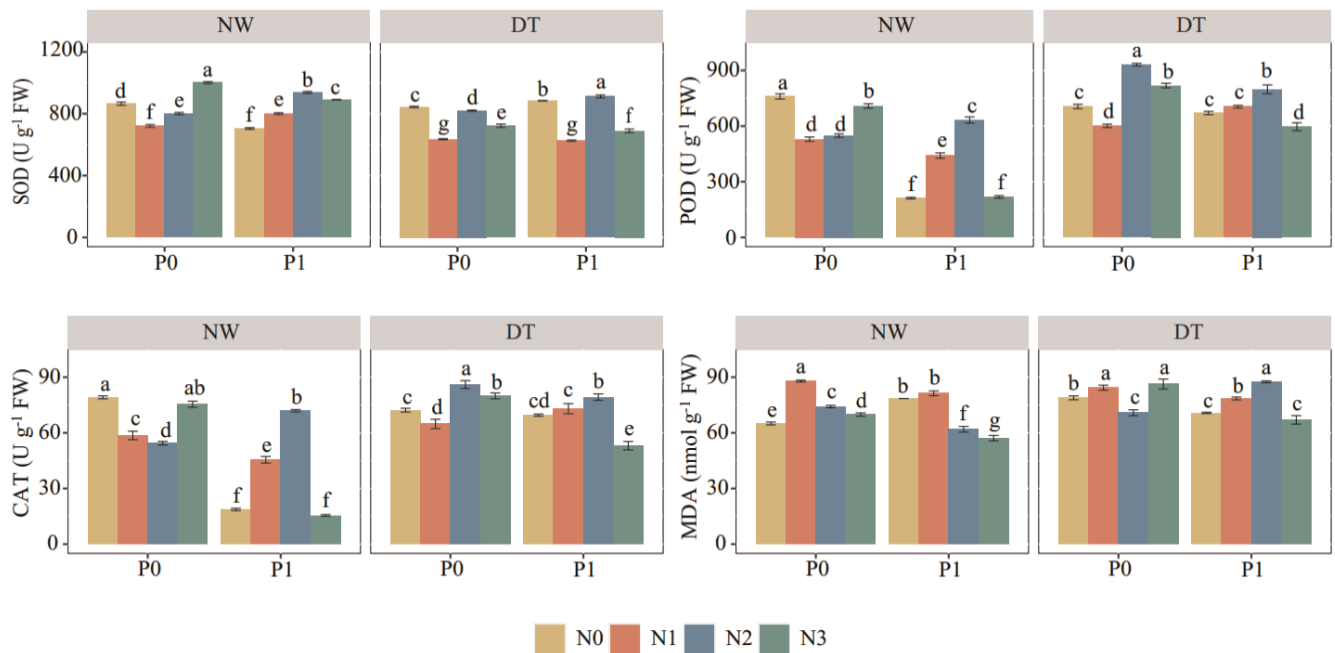 NW DT
SOD (U g-1 FW)
1200
800
400
0
d f e a f e b c
c g d e b g a f
P0 P1 P0 P1
NW DT
POD (U g-1 FW)
900
600
300
0
a d d b f e c f
c d a b c c b d
P0 P1 P0 P1
NW DT
CAT (U g-1 FW)
90
60
30
0
a c d ab f e f
c d a b cd c b e
P0 P1 P0 P1
NW DT
MDA (nmol g-1 FW)
90
60
30
0
e a c d b b f g
b a c a c b a c
P0 P1 P0 P1
N0 N1 N2 N3